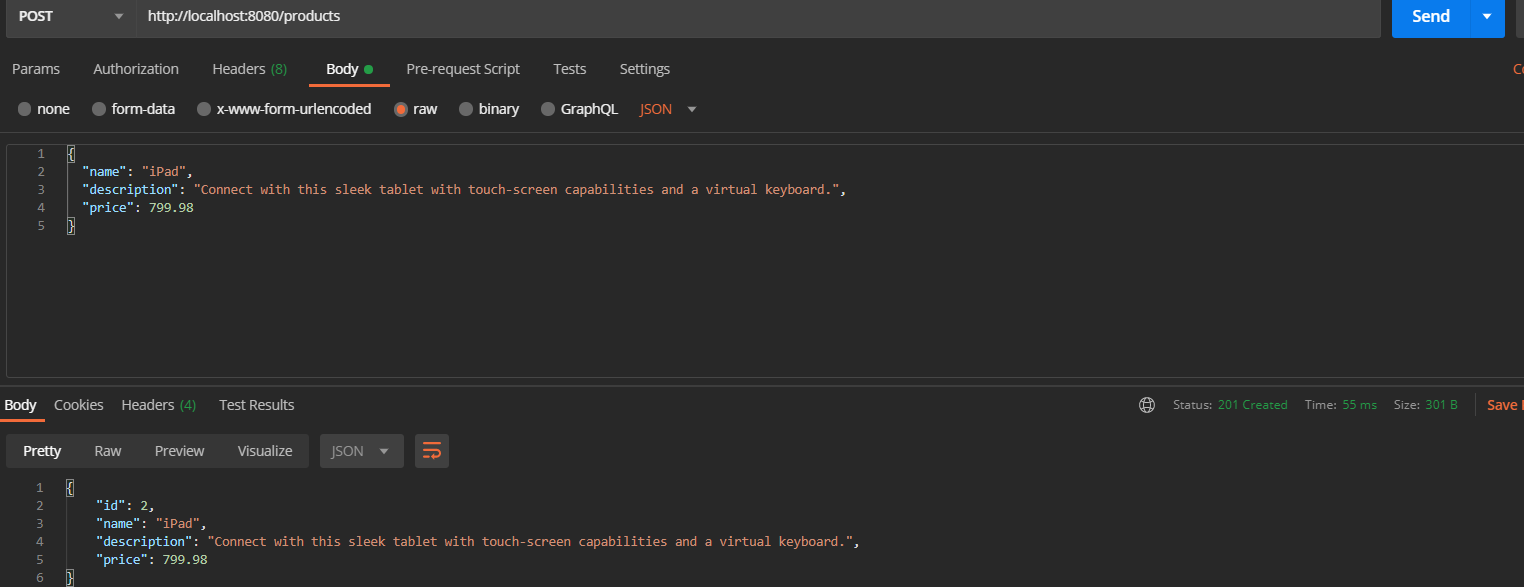 POST http://localhost:8080/products Send
Params Authorization Headers (8) Body Pre-request Script Tests Settings
none form-data x-www-form-urlencoded raw binary GraphQL JSON
1 {
2 "name": "iPad",
3 "description": "Connect with this sleek tablet with touch-screen capabilities and a virtual keyboard.",
4 "price": 799.98
5 }
Body Cookies Headers (4) Test Results Status: 201 Created Time: 55 ms Size: 301 B Save
Pretty Raw Preview Visualize JSON
1 {
2 "id": 2,
3 "name": "iPad",
4 "description": "Connect with this sleek tablet with touch-screen capabilities and a virtual keyboard.",
5 "price": 799.98
6 }